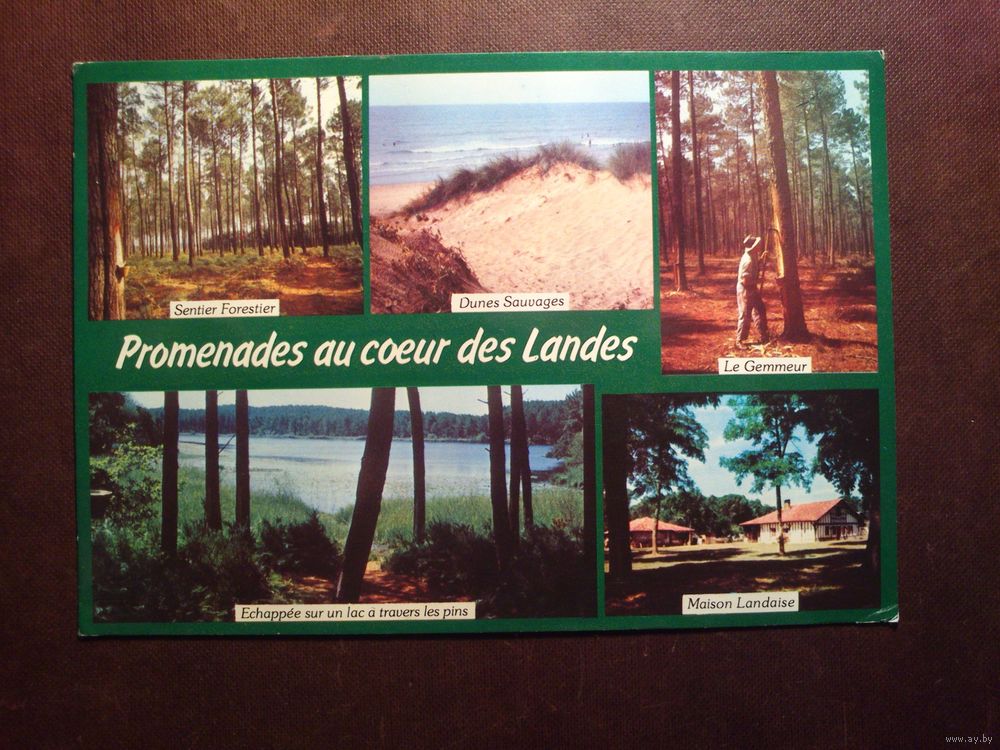 Sentier Forestier
Dunes Sauvages
Le Gemmeur
Promenades au coeur des Landes
Echappée sur un lac à travers les pins
Maison Landaise
www.ay.by